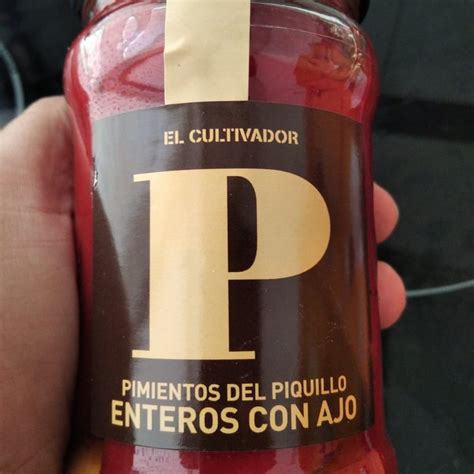 EL CULTIVADOR
P
PIMIENTOS DEL PIQUILLO
ENTEROS CON AJO